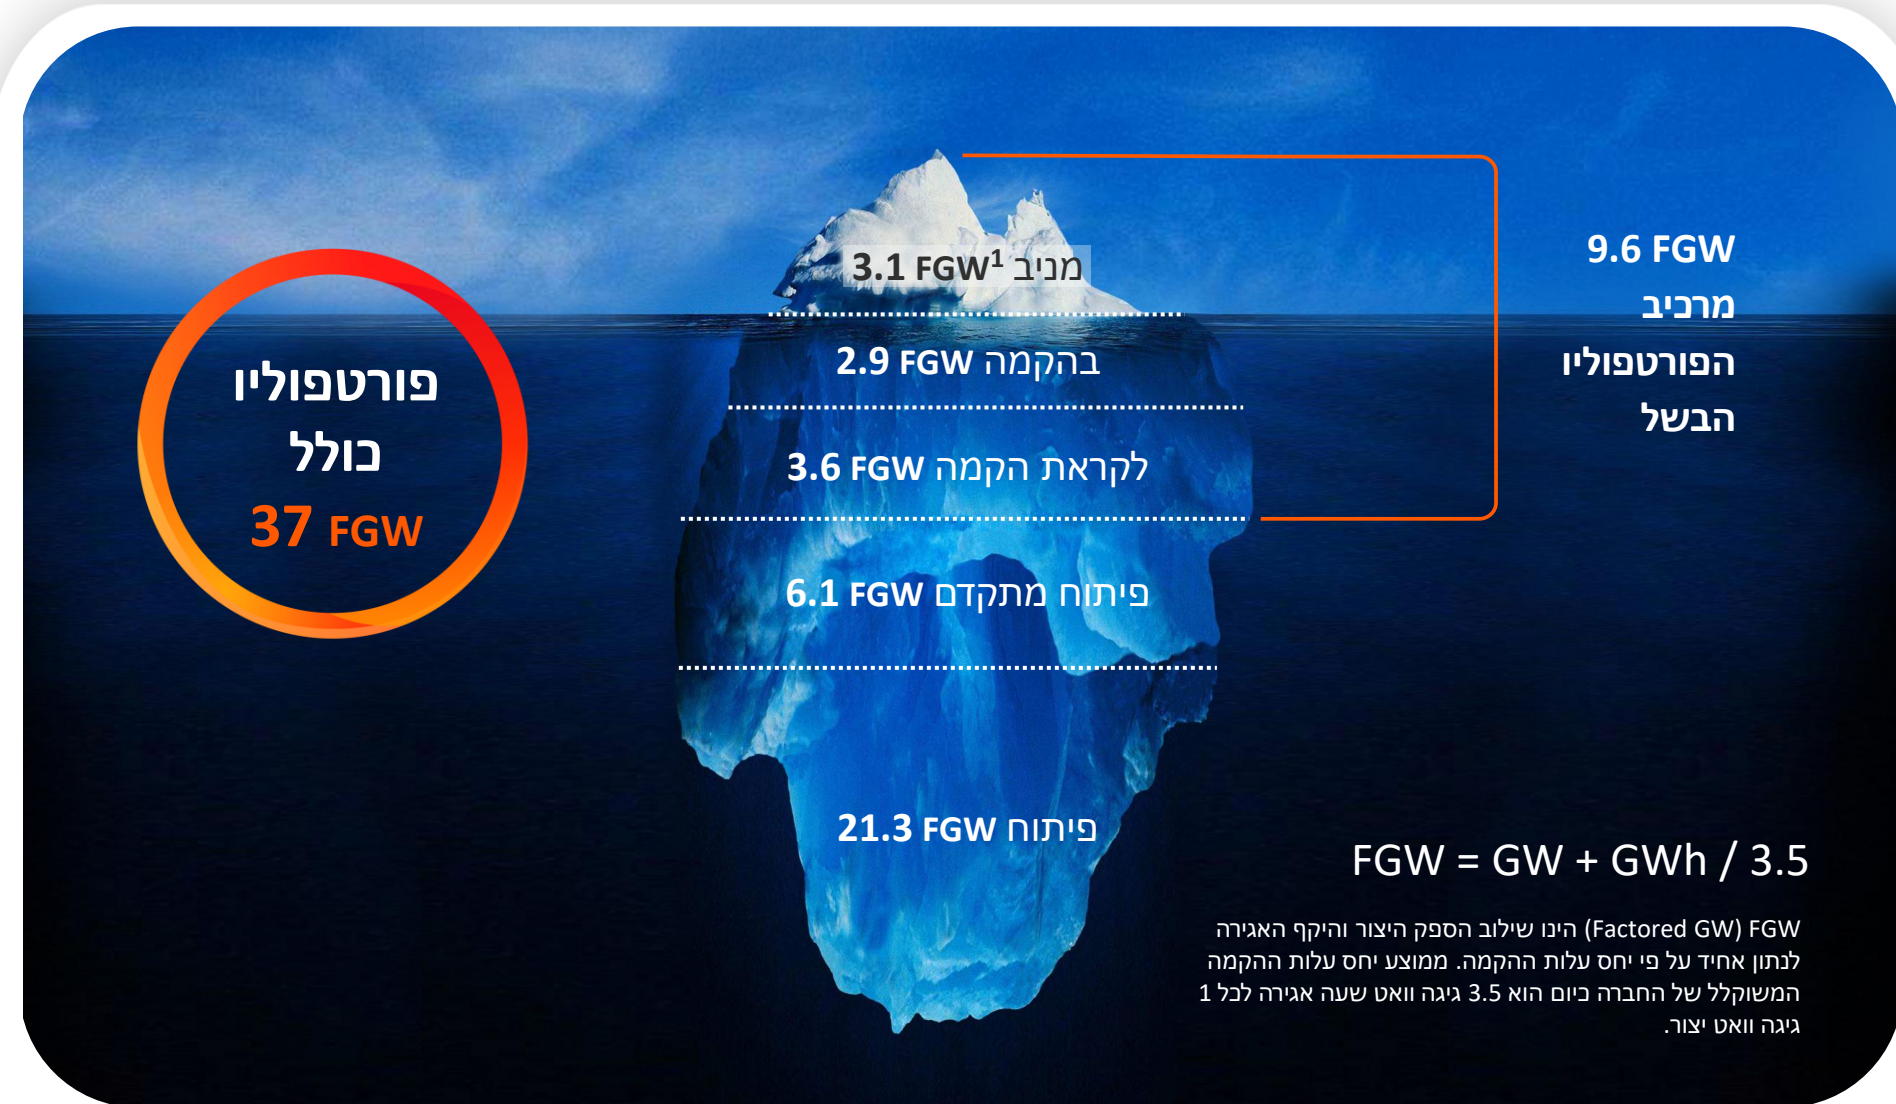 פורטפוליו
כולל
37 FGW
מניב 3.1 FGW¹
בהקמה 2.9 FGW
לקראת הקמה 3.6 FGW
פיתוח מתקדם 6.1 FGW
פיתוח 21.3 FGW
9.6 FGW
מרכיב
הפורטפוליו
הבשל
FGW = GW + GWh / 3.5
FGW (Factored GW) הינו שילוב הספק היצור והיקף האגירה
לנתון אחיד על פי יחס עלות ההקמה. ממוצע יחס עלות ההקמה
המשוקלל של החברה כיום הוא 3.5 גיגה וואט שעה אגירה לכל 1
גיגה וואט יצור.